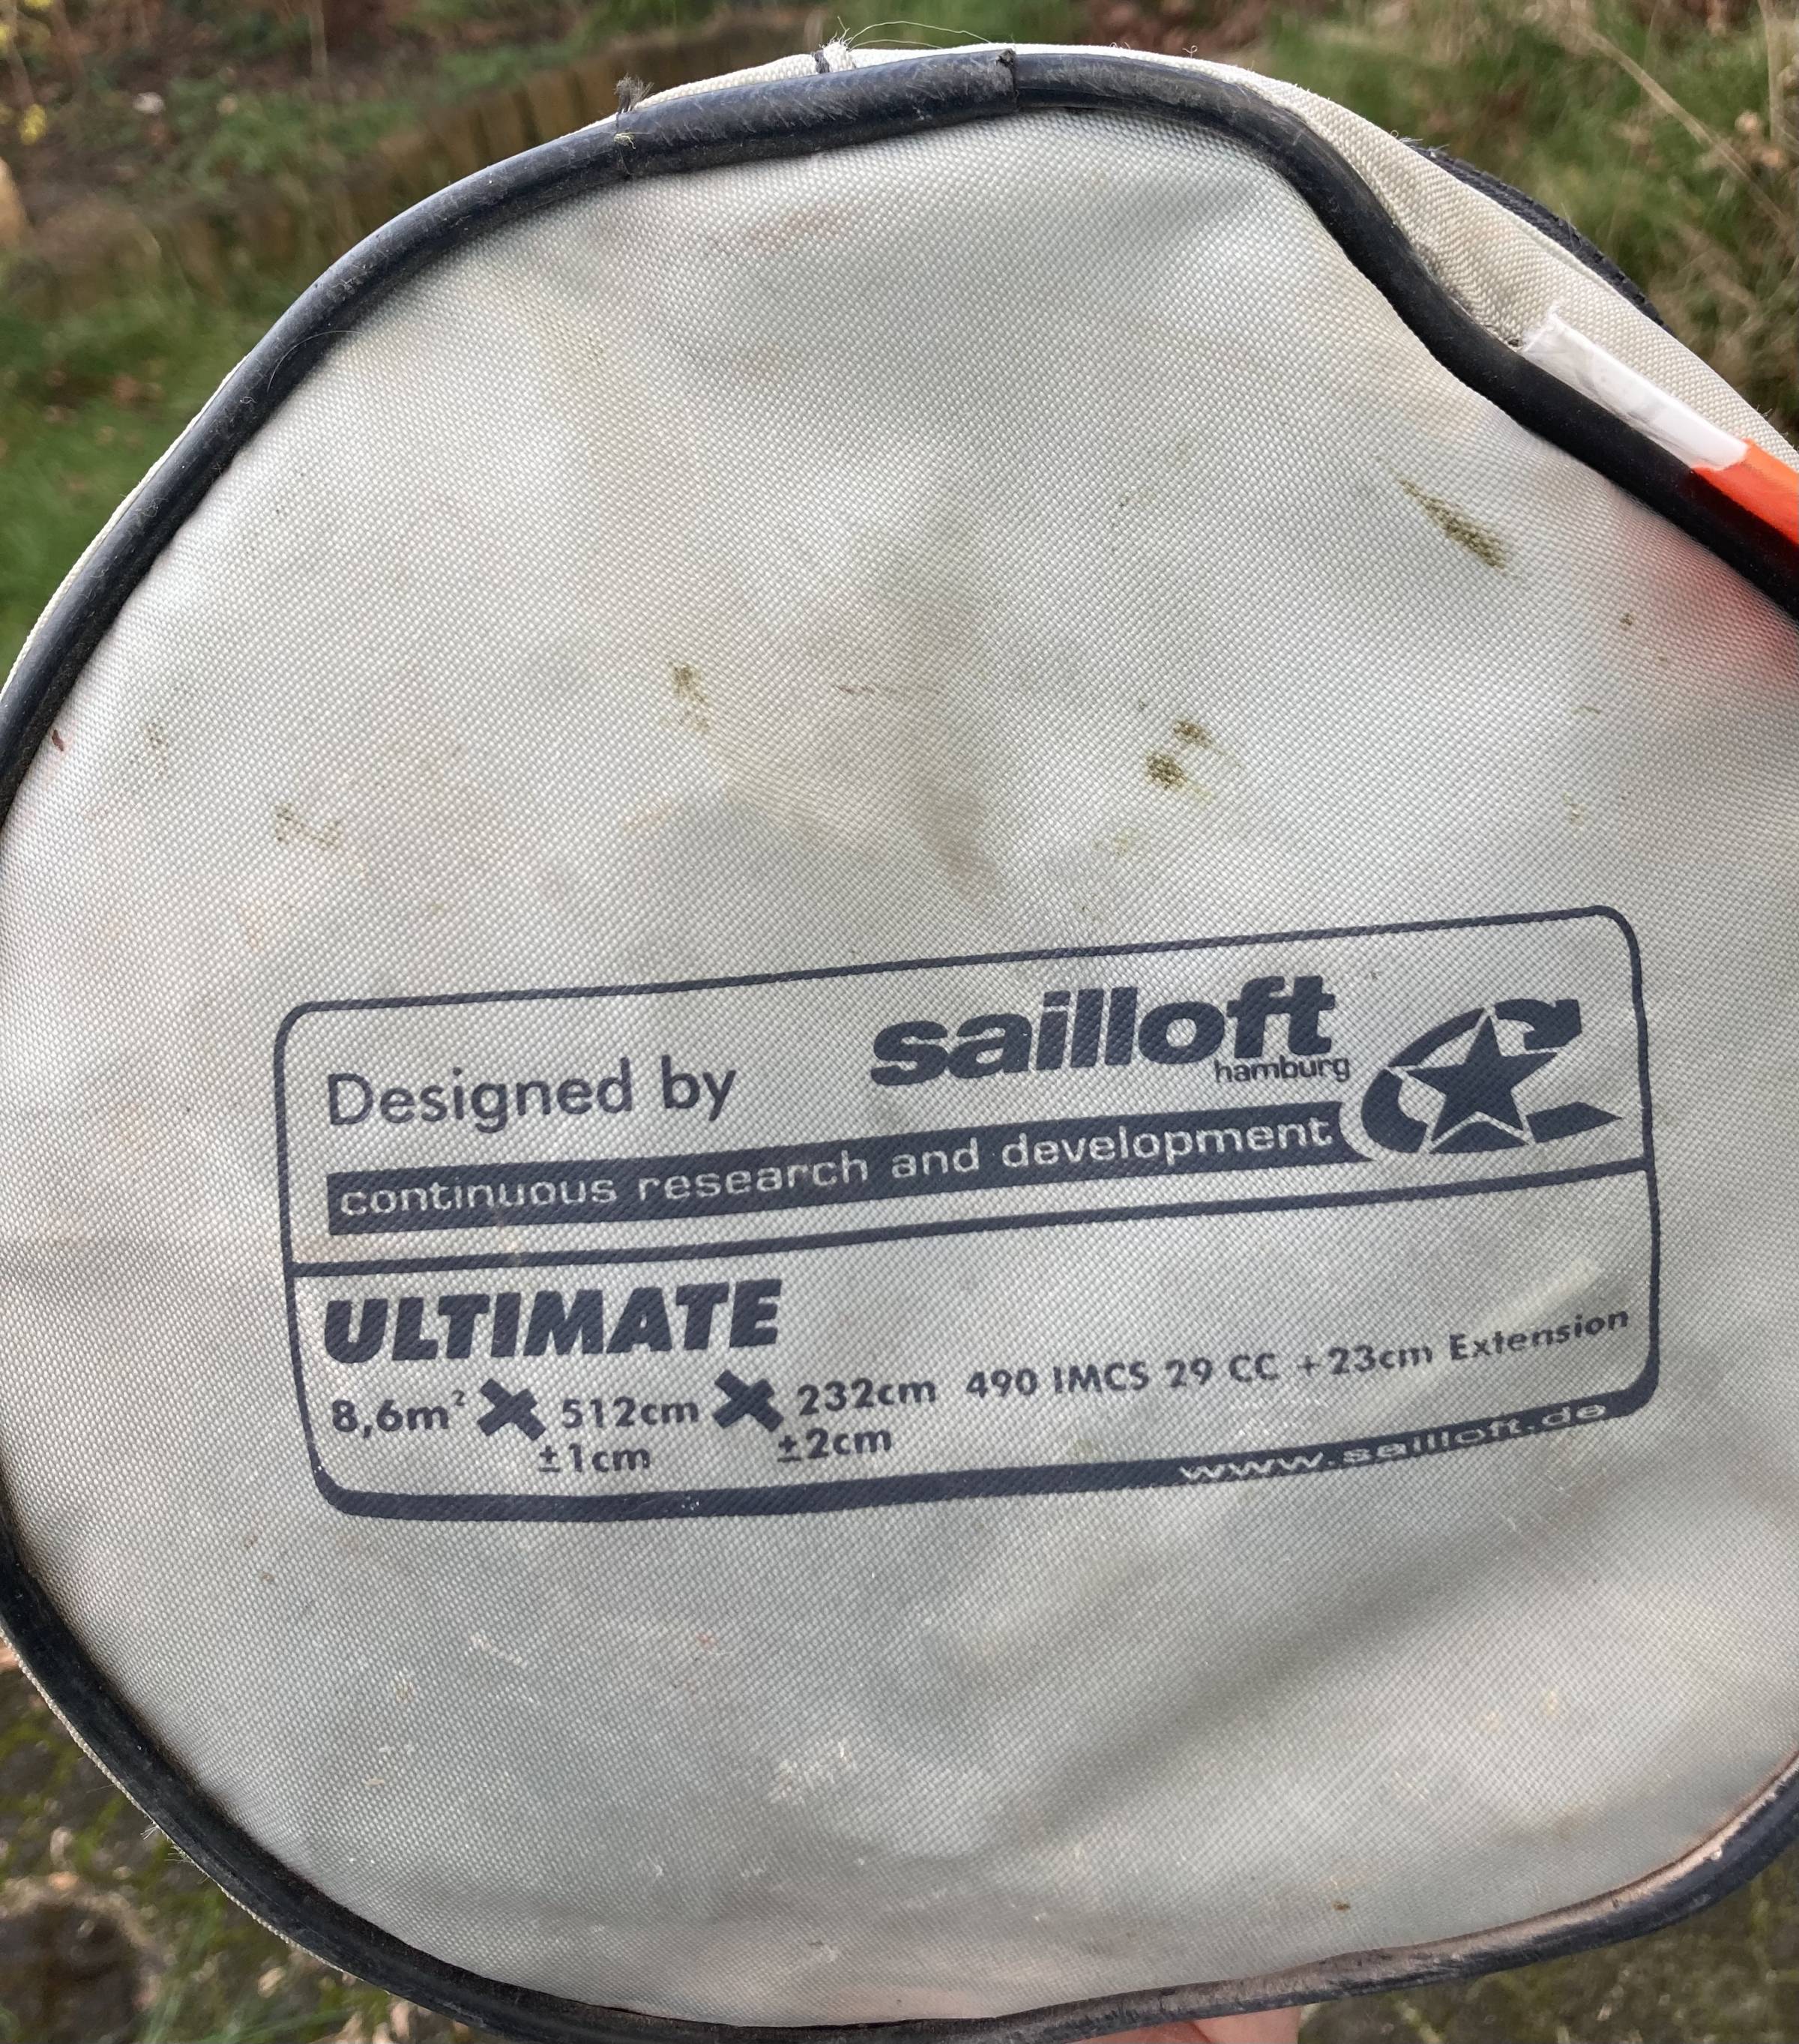 Designed by sailloft
hamburg
continuous research and development
ULTIMATE
8,6m² X 512cm X 232cm 490 IMCS 29 CC +23cm Extension
±1cm ±2cm
www.sailloft.de